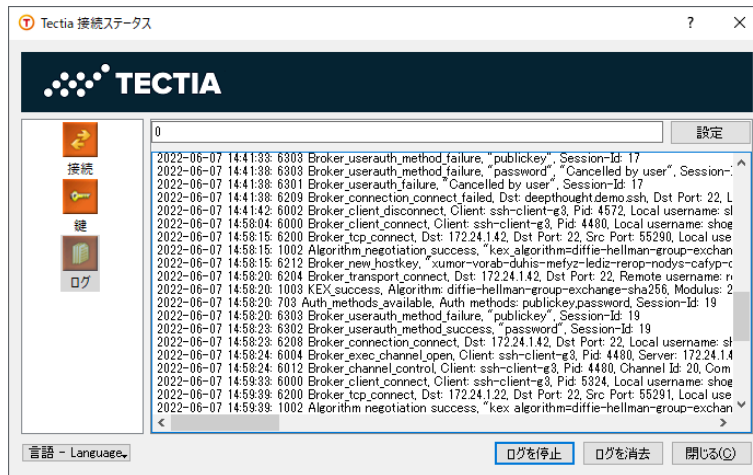 Tectia 接続ステータス
TECTIA
0
設定
接続
鍵
ログ
2022-06-07 14:41:33: 6303 Broker_userauth_method_failure, "publickey", Session-Id: 17
2022-06-07 14:41:38: 6303 Broker_userauth_method_failure, "password", "Cancelled by user", Session-
2022-06-07 14:41:38: 6301 Broker_userauth_failure, "Cancelled by user", Session-Id: 17
2022-06-07 14:41:38: 6209 Broker_connection_connect_failed, Dst: deepthought.demo.ssh, Dst Port: 22, L
2022-06-07 14:41:42: 6002 Broker_client_disconnect, Client: ssh-client-g3, Pid: 4572, Local username: sl
2022-06-07 14:58:04: 6000 Broker_client_connect, Client: ssh-client-g3, Pid: 4480, Local username: shog
2022-06-07 14:58:15: 6200 Broker_tcp_connect, Dst: 172.24.1.42, Dst Port: 22, Src Port: 55290, Local use
2022-06-07 14:58:15: 1002 Algorithm_negotiation_success, "kex_algorithm=diffie-hellman-group-exchan
2022-06-07 14:58:15: 6212 Broker_new_hostkey, "xumor-vorab-duhis-mefyz-lediz-rerop-nodys-cafyp-c
2022-06-07 14:58:20: 6204 Broker_transport_connect, Dst: 172.24.1.42, Dst Port: 22, Remote username: r
2022-06-07 14:58:20: 1003 KEX_success, Algorithm: diffie-hellman-group-exchange-sha256, Modulus: 2
2022-06-07 14:58:20: 703 Auth_methods_available, Auth methods: publickey,password, Session-Id: 19
2022-06-07 14:58:20: 6303 Broker_userauth_method_failure, "publickey", Session-Id: 19
2022-06-07 14:58:23: 6302 Broker_userauth_method_success, "password", Session-Id: 19
2022-06-07 14:58:23: 6208 Broker_connection_connect, Dst: 172.24.1.42, Dst Port: 22, Local username: sl
2022-06-07 14:58:24: 6004 Broker_exec_channel_open, Client: ssh-client-g3, Pid: 4480, Server: 172.24.1.4
2022-06-07 14:58:24: 6012 Broker_channel_control, Client: ssh-client-g3, Pid: 4480, Channel Id: 20, Com
2022-06-07 14:59:33: 6000 Broker_client_connect, Client: ssh-client-g3, Pid: 5324, Local username: shog
2022-06-07 14:59:39: 6200 Broker_tcp_connect, Dst: 172.24.1.22, Dst Port: 22, Src Port: 55291, Local use
2022-06-07 14:59:39: 1002 Algorithm_negotiation_success, "kex_algorithm=diffie-hellman-group-exchan
言語 - Language
ログを停止
ログを消去
閉じる(C)